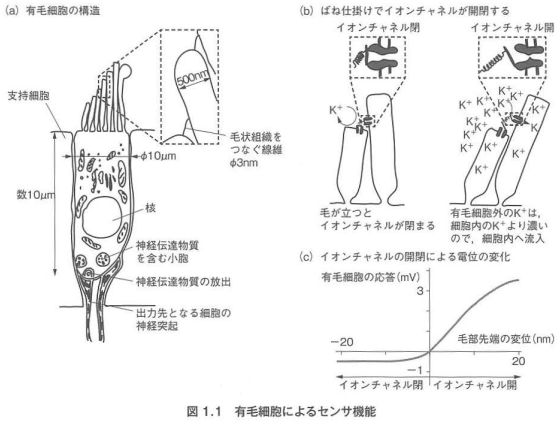 (a) 有毛細胞の構造
500nm
支持細胞
毛状組織を
つなぐ線維
φ3nm
φ10μm
数10μm
核
神経伝達物質
を含む小胞
神経伝達物質の放出
出力先となる細胞の
神経突起
(b) ばね仕掛けでイオンチャネルが開閉する
イオンチャネル閉
イオンチャネル開
K+
K+
K+
K+
K+
K+
K+
K+
K+
K+
K+
K+
K+
毛が立つと
イオンチャネルが閉まる
有毛細胞外のK+は,
細胞内のK+より濃い
ので, 細胞内へ流入
(c) イオンチャネルの開閉による電位の変化
有毛細胞の応答(mV)
3
毛部先端の変位(nm)
-20
20
-1
イオンチャネル閉
イオンチャネル開
図 1.1 有毛細胞によるセンサ機能